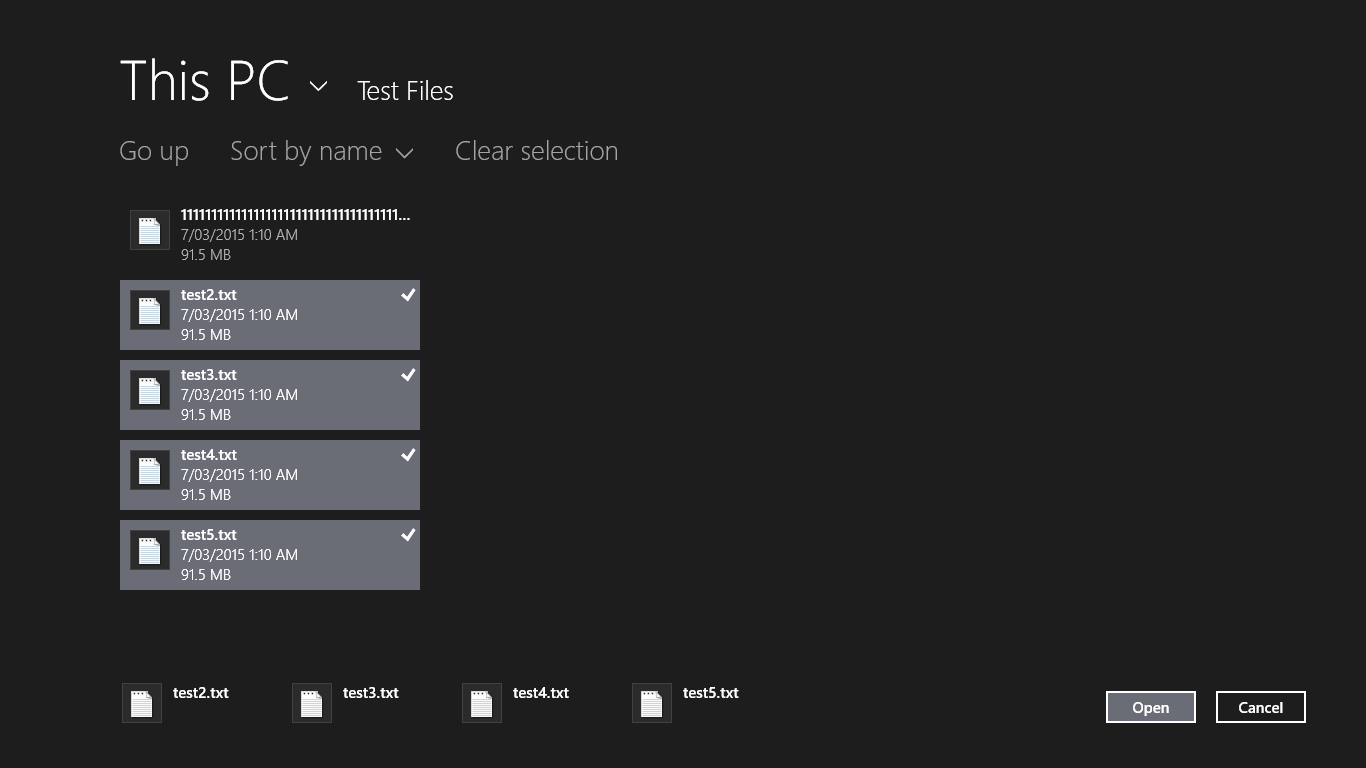 This PC Test Files
Go up Sort by name Clear selection
7/03/2015 1:10 AM
91.5 MB
test2.txt
7/03/2015 1:10 AM
91.5 MB
test3.txt
7/03/2015 1:10 AM
91.5 MB
test4.txt
7/03/2015 1:10 AM
91.5 MB
test5.txt
7/03/2015 1:10 AM
91.5 MB
test2.txt test3.txt test4.txt test5.txt
Open Cancel